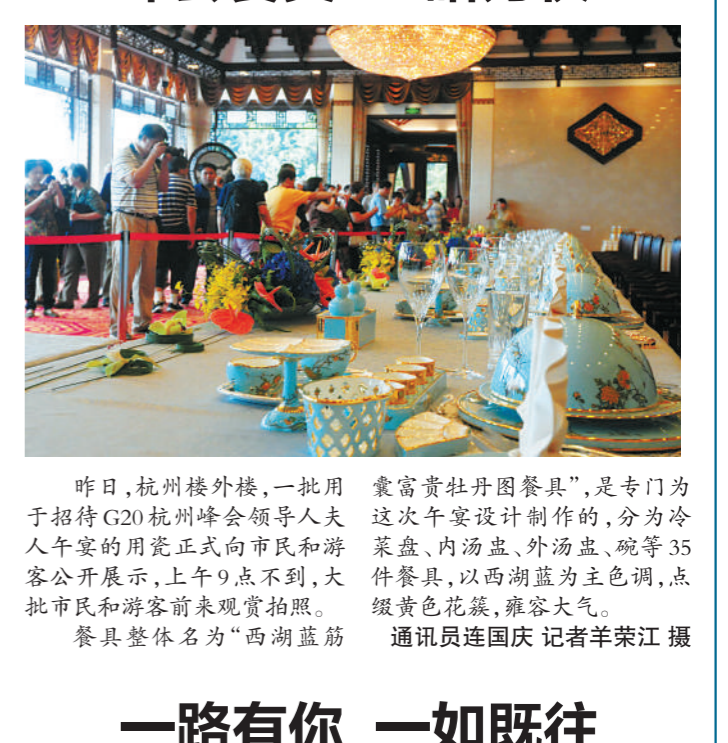 昨日，杭州楼外楼，一批用
于招待G20杭州峰会领导人夫
人午宴的用瓷正式向市民和游
客公开展示，上午9点不到，大
批市民和游客前来观赏拍照。
餐具整体名为“西湖蓝筋
囊富贵牡丹图餐具”，是专门为
这次午宴设计制作的，分为冷
菜盘、内汤盅、外汤盅、碗等35
件餐具，以西湖蓝为主色调，点
缀黄色花簇，雍容大气。
通讯员连国庆 记者羊荣江 摄
一路有你 一如既往